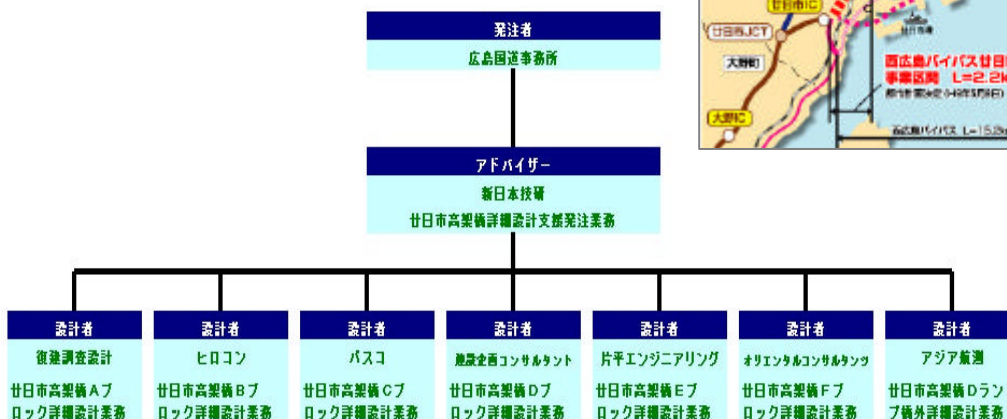 発注者
広島国道事務所
廿日市IC
廿日市JCT
大野町
大野IC
西広島バイパス廿日
事業区間 L=2.2k
西広島バイパス L=15.2k
アドバイザー
新日本技研
廿日市高架橋詳細設計支援発注業務
設計者
復建調査設計
廿日市高架橋Aブ
ロック詳細設計業務
設計者
ヒロコン
廿日市高架橋Bブ
ロック詳細設計業務
設計者
パスコ
廿日市高架橋Cブ
ロック詳細設計業務
設計者
建設企画コンサルタント
廿日市高架橋Dブ
ロック詳細設計業務
設計者
片平エンジニアリング
廿日市高架橋Eブ
ロック詳細設計業務
設計者
オリエンタルコンサルタンツ
廿日市高架橋Fブ
ロック詳細設計業務
設計者
アジア航測
廿日市高架橋Dラン
プ橋外詳細設計業務